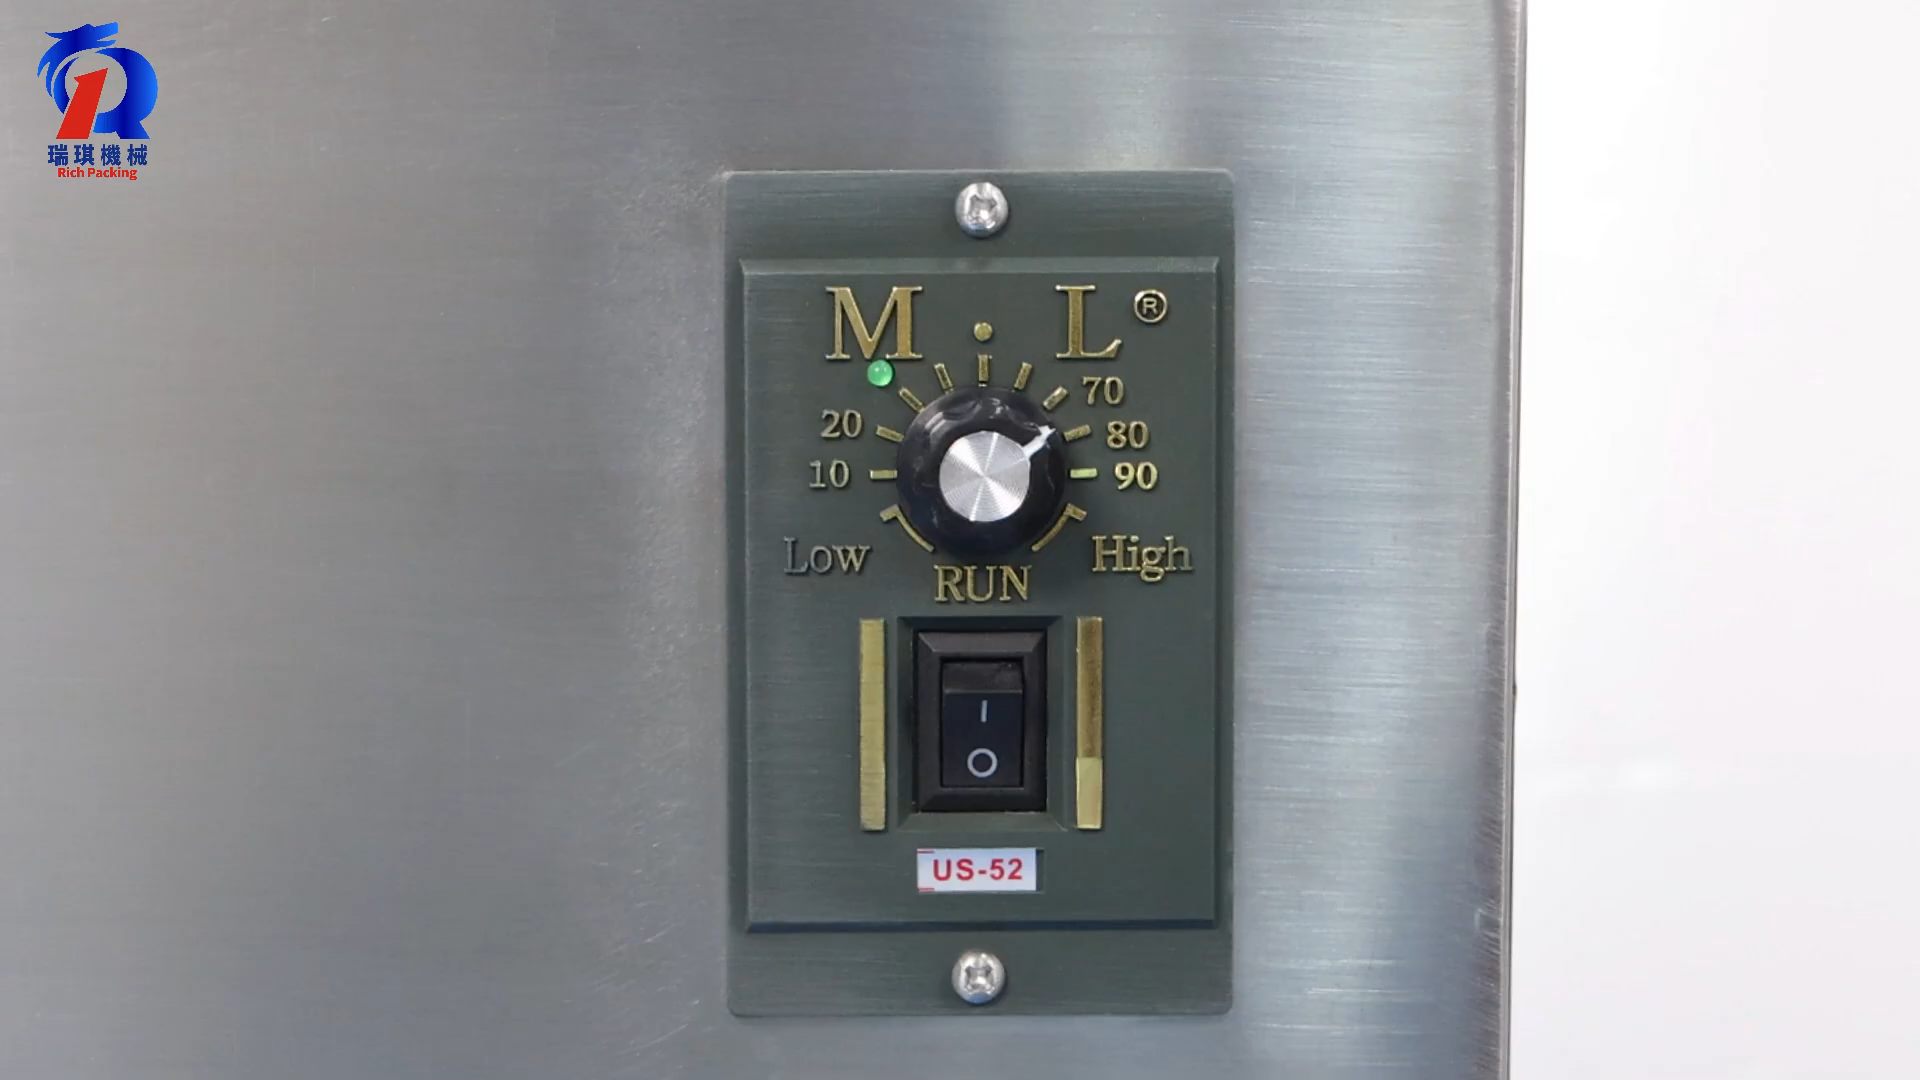 瑞琪機械
Rich Packing
M · L ®
70
20
80
10
90
Low
High
RUN
I
O
US-52